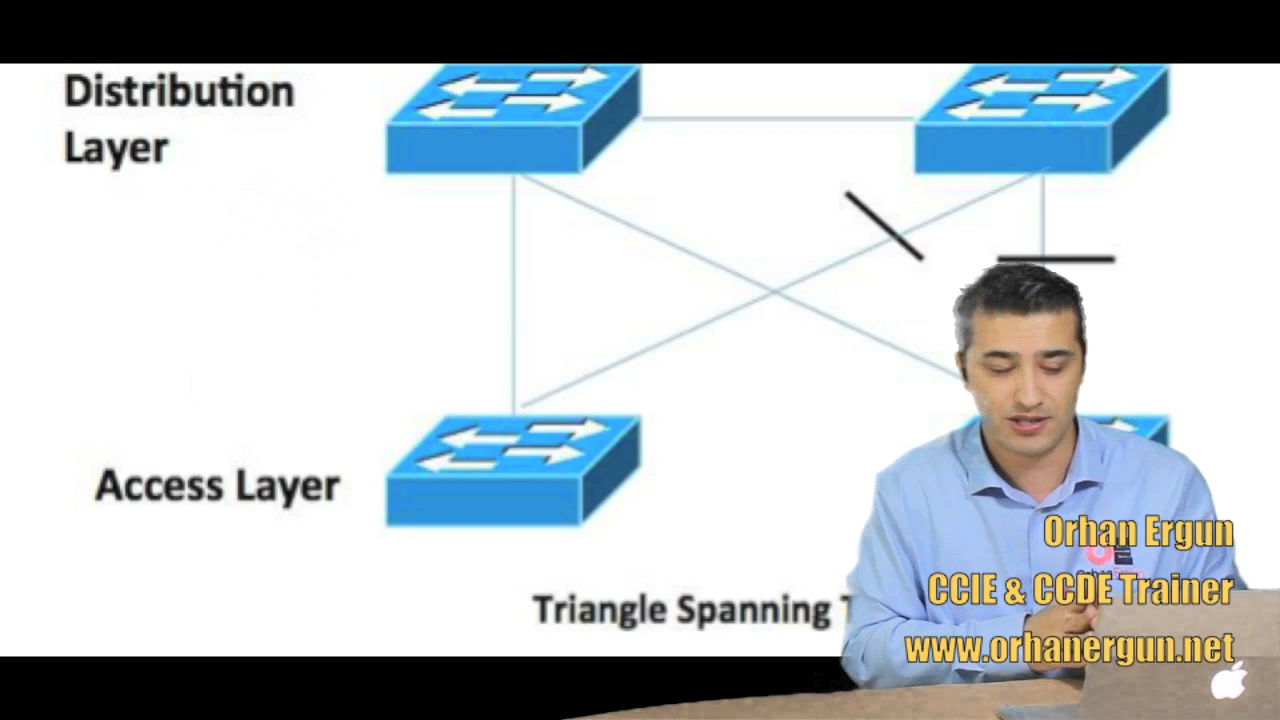 Distribution
Layer
Access Layer
Triangle Spanning
Orhan Ergun
CCIE & CCDE Trainer
www.orhanergun.net